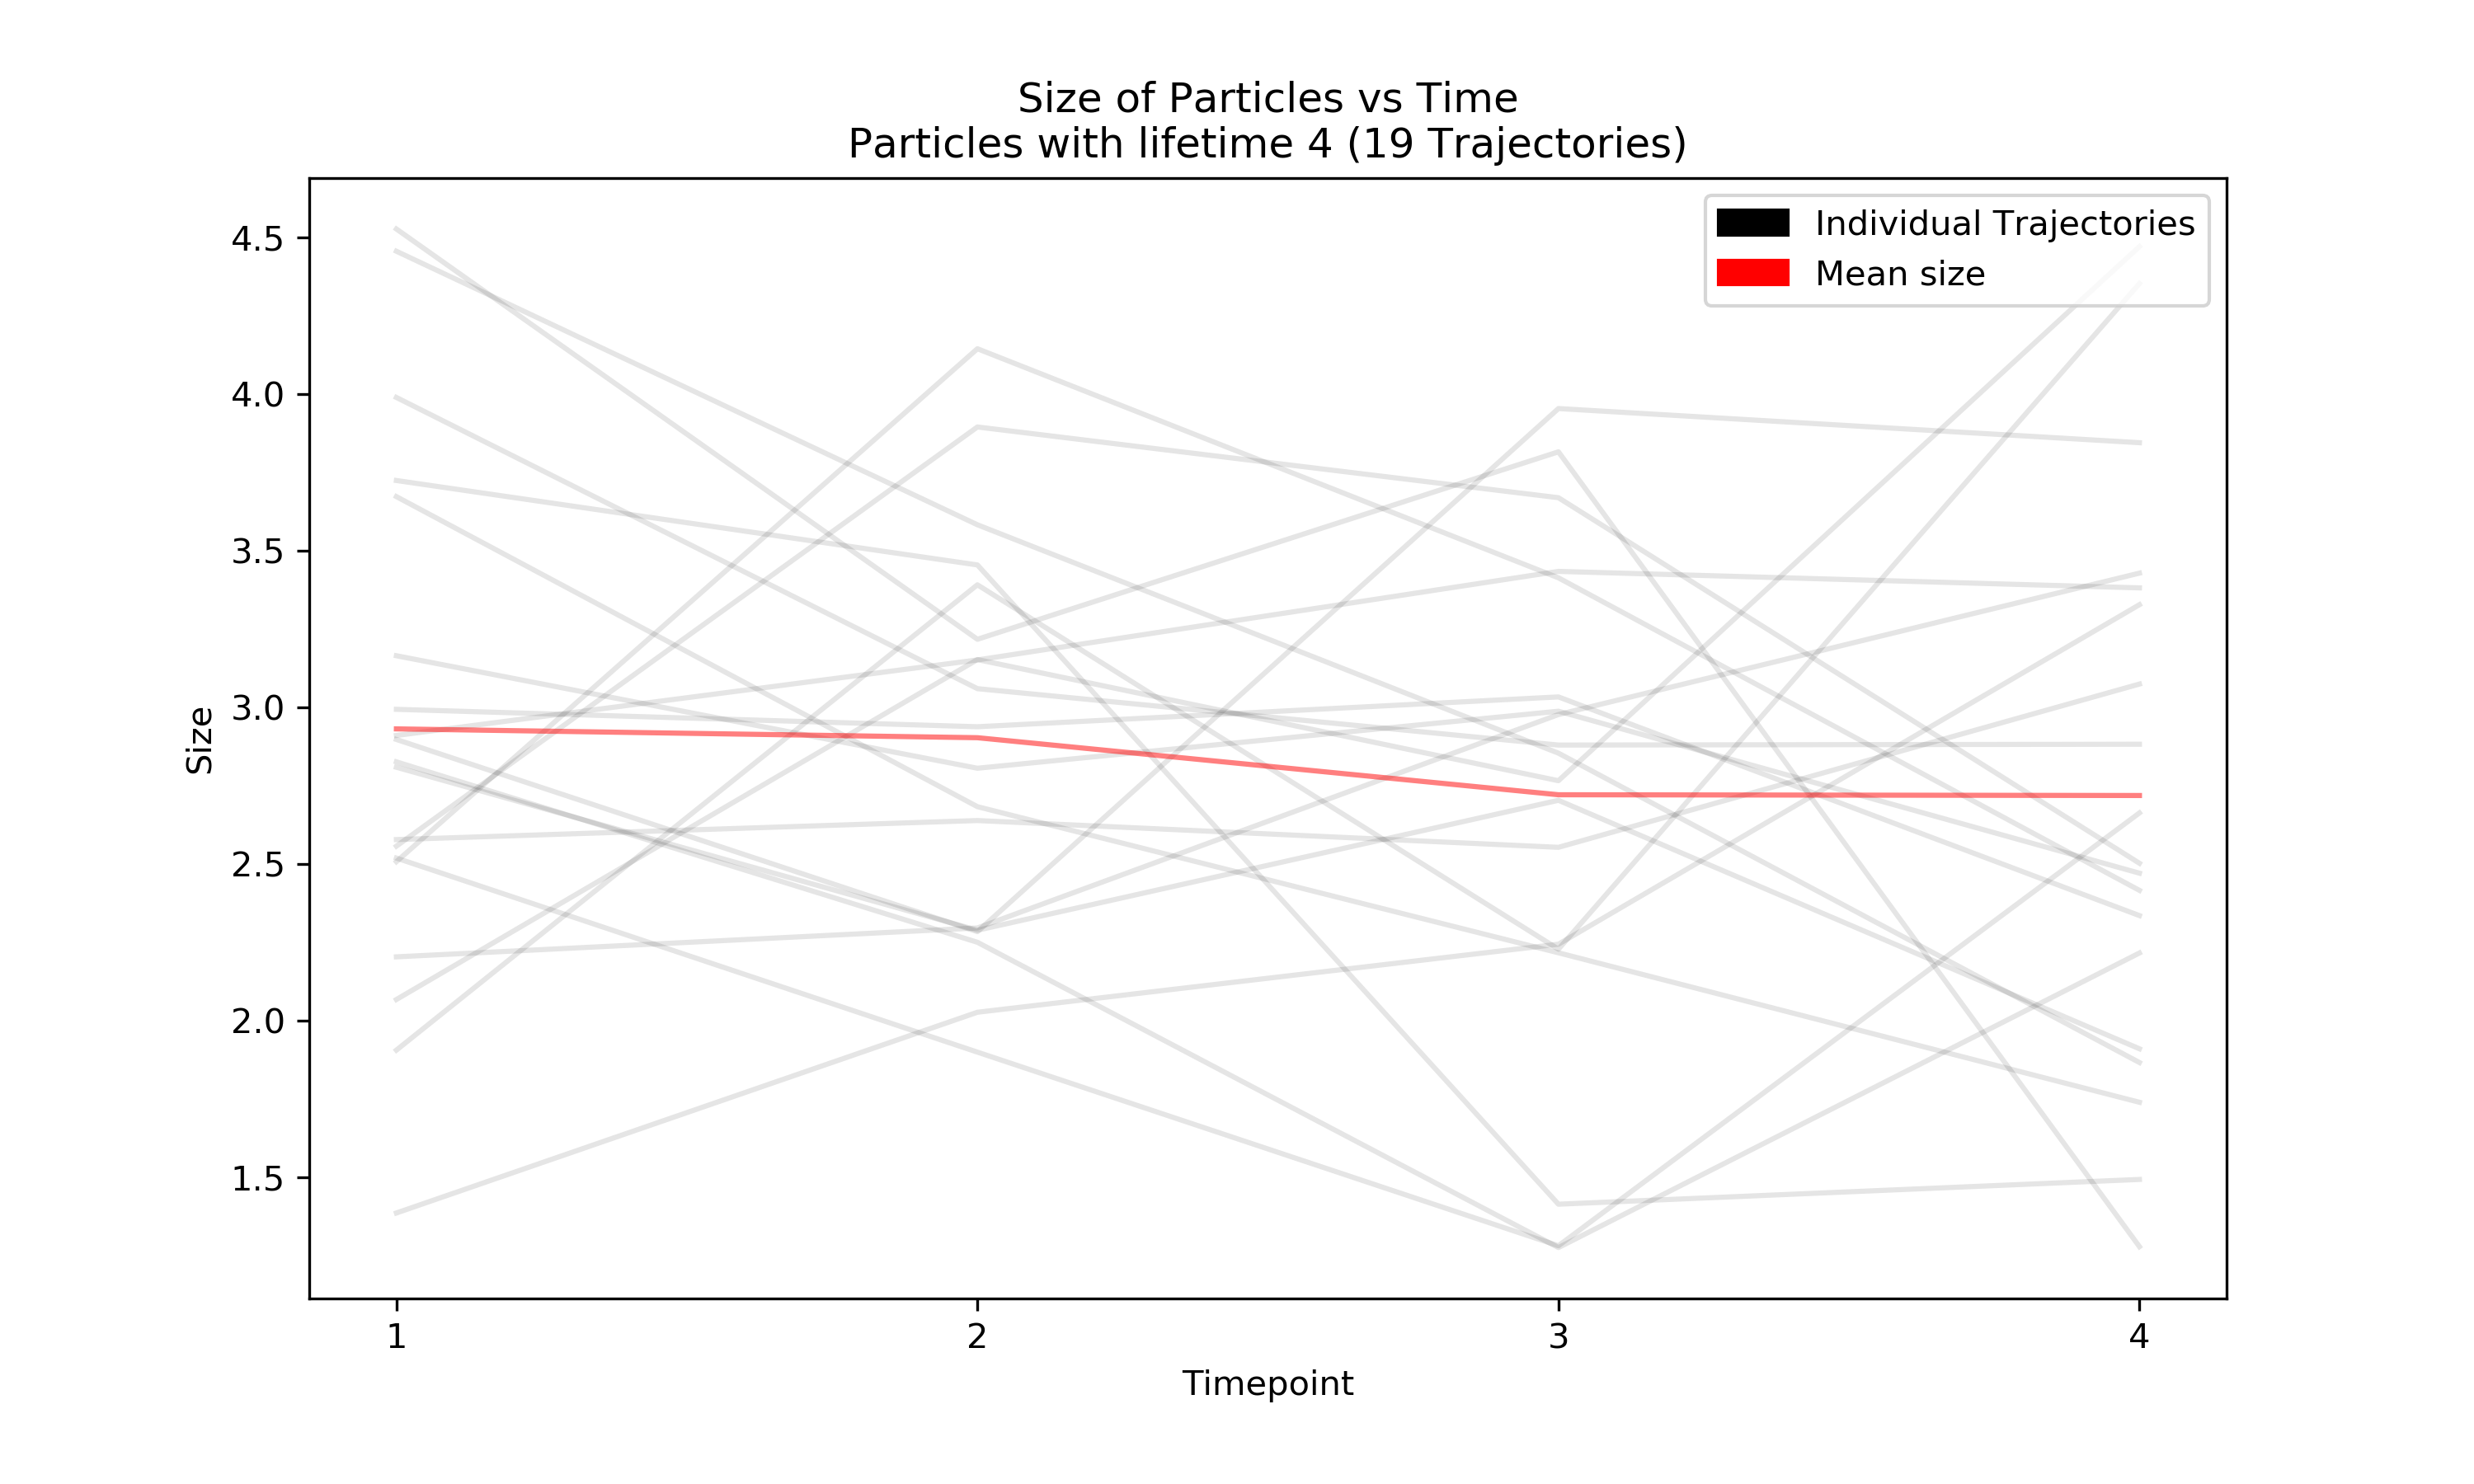 Size of Particles vs Time
Particles with lifetime 4 (19 Trajectories)
Individual Trajectories
Mean size
4.5
4.0
3.5
3.0
2.5
2.0
1.5
Size
1 2 3 4
Timepoint